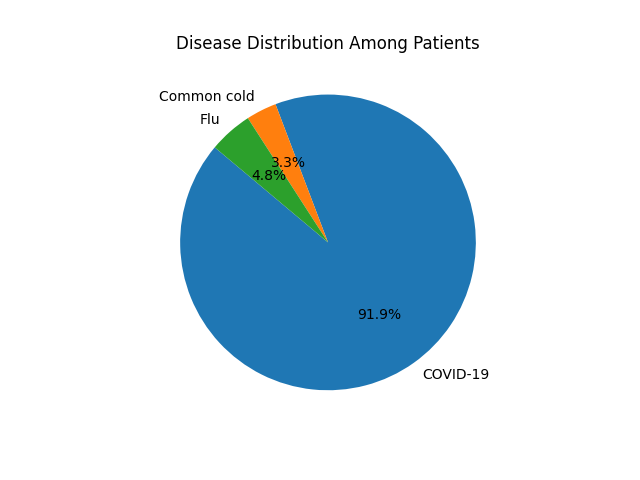 Disease Distribution Among Patients
Common cold
Flu
3.3%
4.8%
91.9%
COVID-19